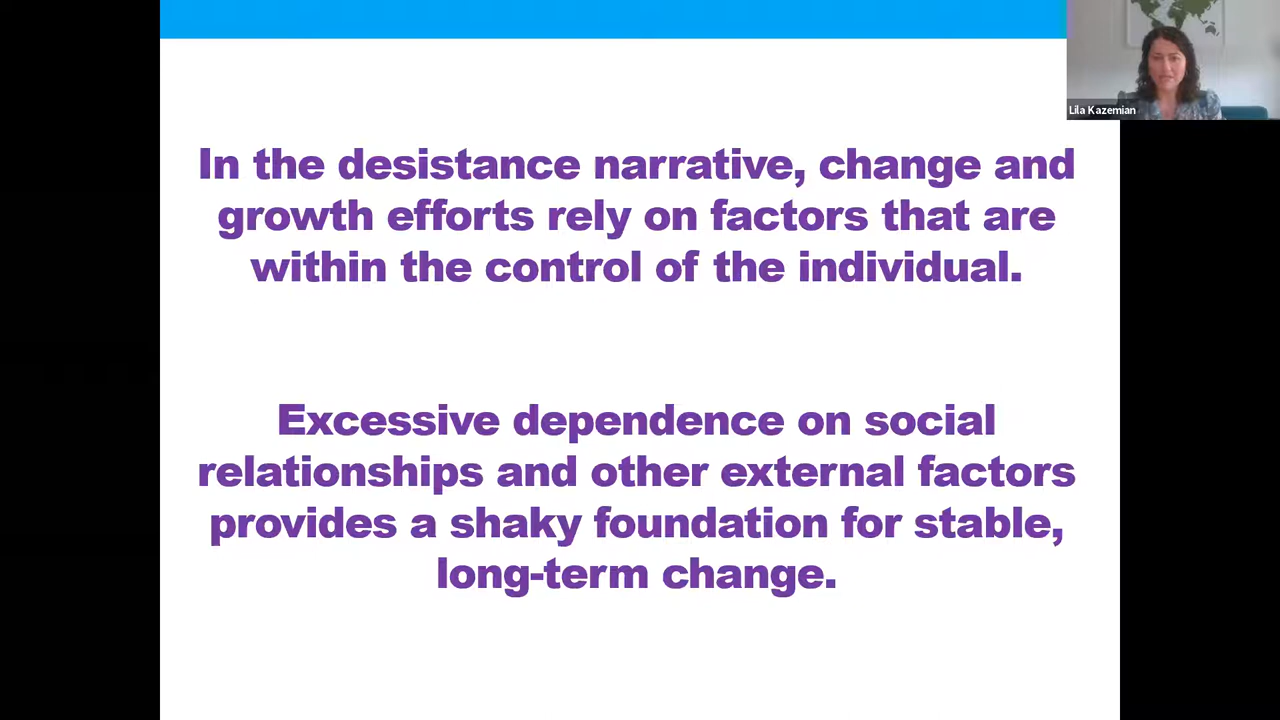 Lila Kazemian
In the desistance narrative, change and
growth efforts rely on factors that are
within the control of the individual.
Excessive dependence on social
relationships and other external factors
provides a shaky foundation for stable,
long-term change.